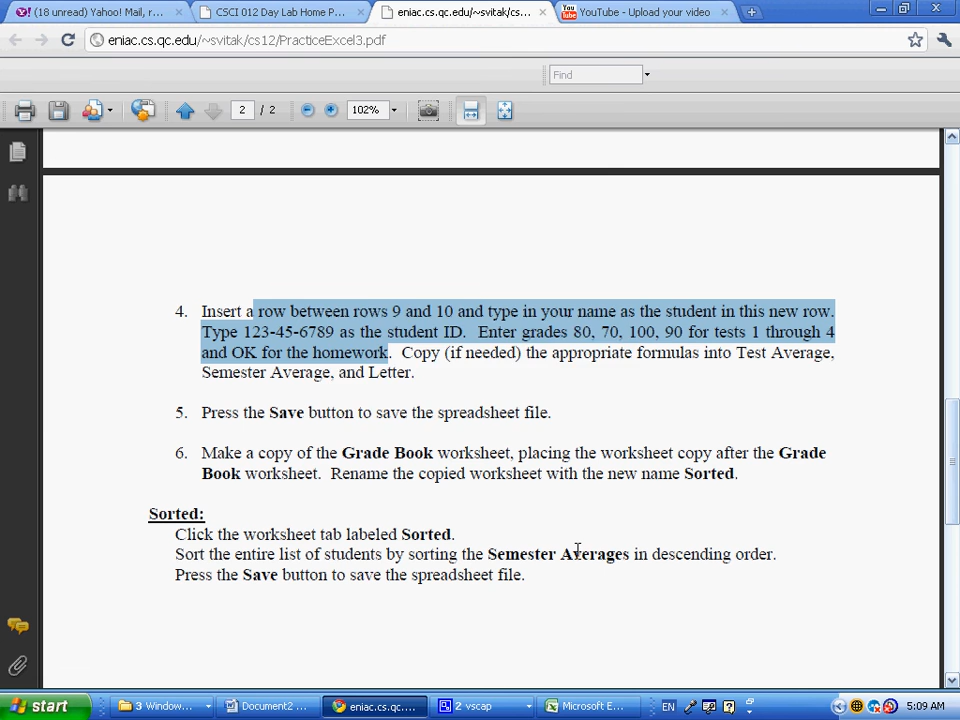 (18 unread) Yahoo! Mail, r...
CSCI 012 Day Lab Home P...
eniac.cs.qc.edu/~svitak/cs...
YouTube - Upload your video
eniac.cs.qc.edu/~svitak/cs12/PracticeExcel3.pdf
Find
2 / 2
102%
4. Insert a row between rows 9 and 10 and type in your name as the student in this new row.
Type 123-45-6789 as the student ID. Enter grades 80, 70, 100, 90 for tests 1 through 4
and OK for the homework. Copy (if needed) the appropriate formulas into Test Average,
Semester Average, and Letter.
5. Press the Save button to save the spreadsheet file.
6. Make a copy of the Grade Book worksheet, placing the worksheet copy after the Grade
Book worksheet. Rename the copied worksheet with the new name Sorted.
Sorted:
Click the worksheet tab labeled Sorted.
Sort the entire list of students by sorting the Semester Averages in descending order.
Press the Save button to save the spreadsheet file.
start
3 Window...
Document2 ...
eniac.cs.qc....
2 vscap
Microsoft E...
EN
5:09 AM